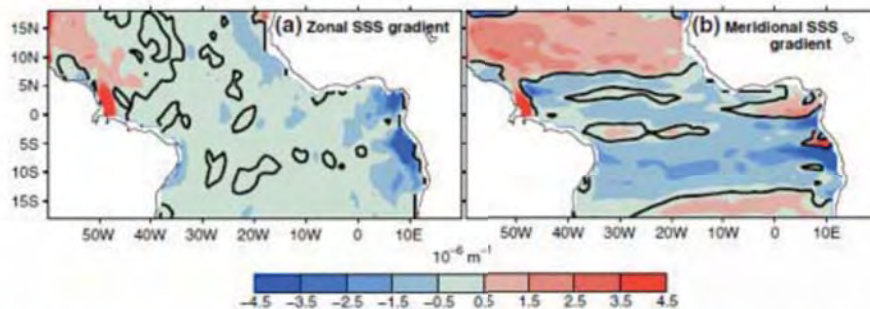 (a) Zonal SSS gradient
(b) Meridional SSS gradient
15N
10N
5N
0
5S
10S
15S
50W 40W 30W 20W 10W 0 10E
50W 40W 30W 20W 10W 0 10E
10⁻⁶ m⁻¹
−4.5 −3.5 −2.5 −1.5 −0.5 0.5 1.5 2.5 3.5 4.5